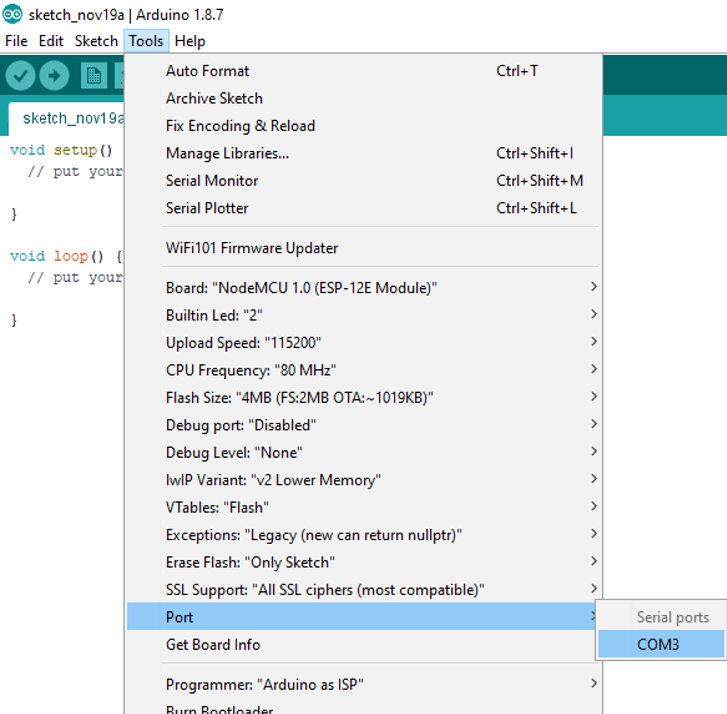 sketch_nov19a | Arduino 1.8.7
File Edit Sketch Tools Help
Auto Format Ctrl+T
Archive Sketch
Fix Encoding & Reload
Manage Libraries... Ctrl+Shift+I
Serial Monitor Ctrl+Shift+M
Serial Plotter Ctrl+Shift+L
WiFi101 Firmware Updater
Board: "NodeMCU 1.0 (ESP-12E Module)"
Builtin Led: "2"
Upload Speed: "115200"
CPU Frequency: "80 MHz"
Flash Size: "4MB (FS:2MB OTA:~1019KB)"
Debug port: "Disabled"
Debug Level: "None"
lwIP Variant: "v2 Lower Memory"
VTables: "Flash"
Exceptions: "Legacy (new can return nullptr)"
Erase Flash: "Only Sketch"
SSL Support: "All SSL ciphers (most compatible)"
Port
Serial ports
COM3
Get Board Info
Programmer: "Arduino as ISP"
Burn Bootloader
sketch_nov19a
void setup()
// put your
}
void loop() {
// put your
}